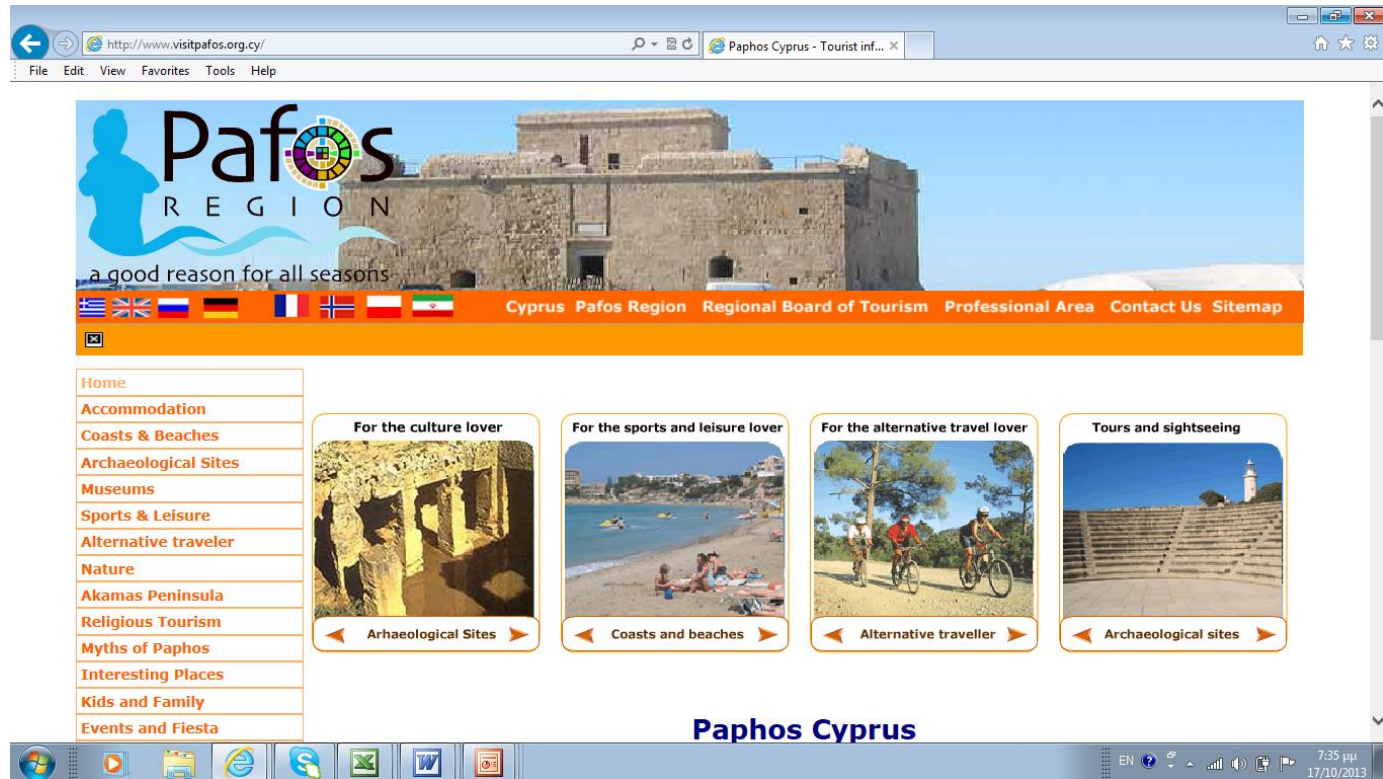 http://www.visitpafos.org.cy/
Paphos Cyprus - Tourist inf...
File Edit View Favorites Tools Help
Pafos
REGION
a good reason for all seasons
Cyprus Pafos Region Regional Board of Tourism Professional Area Contact Us Sitemap
Home
Accommodation
Coasts & Beaches
Archaeological Sites
Museums
Sports & Leisure
Alternative traveler
Nature
Akamas Peninsula
Religious Tourism
Myths of Paphos
Interesting Places
Kids and Family
Events and Fiesta
For the culture lover
Arhaeological Sites
For the sports and leisure lover
Coasts and beaches
For the alternative travel lover
Alternative traveller
Tours and sightseeing
Archaeological sites
Paphos Cyprus
EN
7:35 μμ
17/10/2013